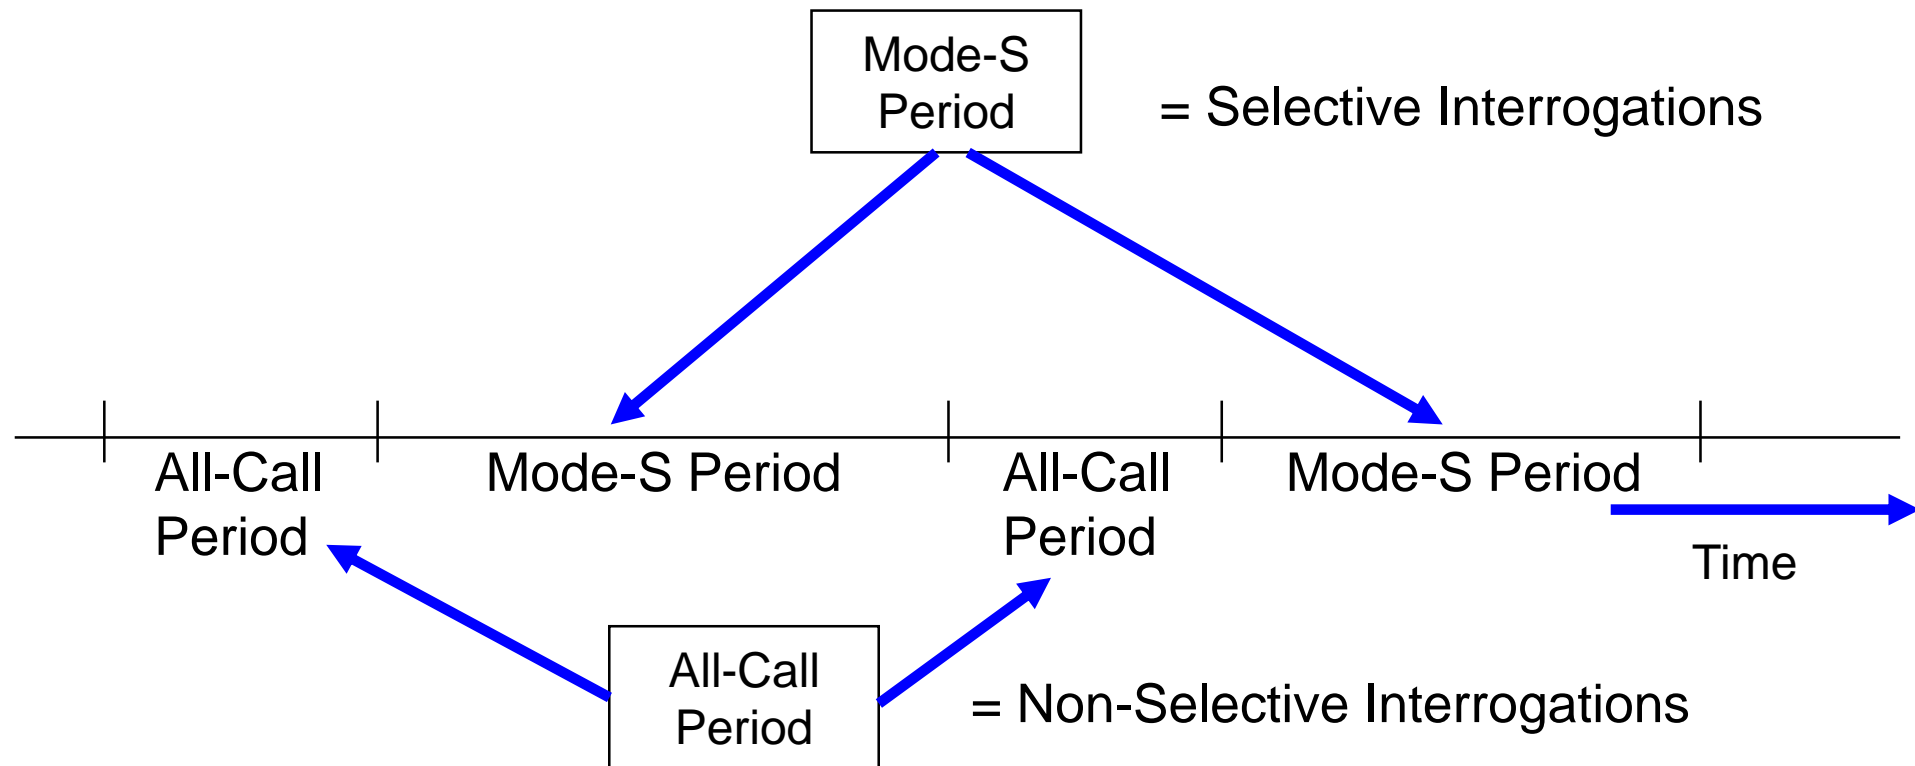 Mode-S
Period
= Selective Interrogations
All-Call
Period
Mode-S Period
All-Call
Period
Mode-S Period
Time
All-Call
Period
= Non-Selective Interrogations